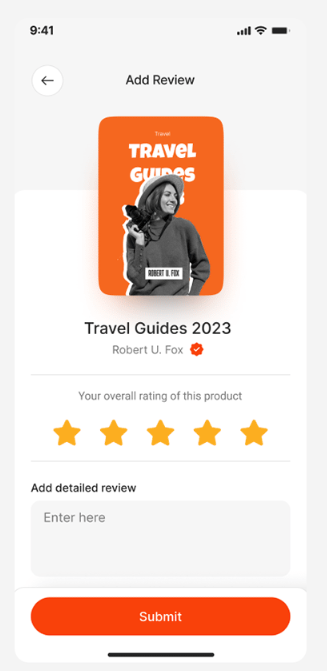 9:41
Add Review
Travel
TRAVEL
GUIDES
ROBERT U. FOX
Travel Guides 2023
Robert U. Fox
Your overall rating of this product
Add detailed review
Enter here
Submit